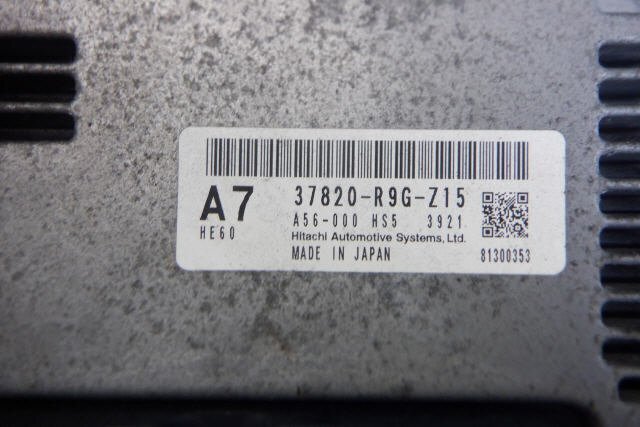 A7 37820-R9G-Z15
A56-000 HS5 3921
HE60 Hitachi Automotive Systems, Ltd.
MADE IN JAPAN 81300353